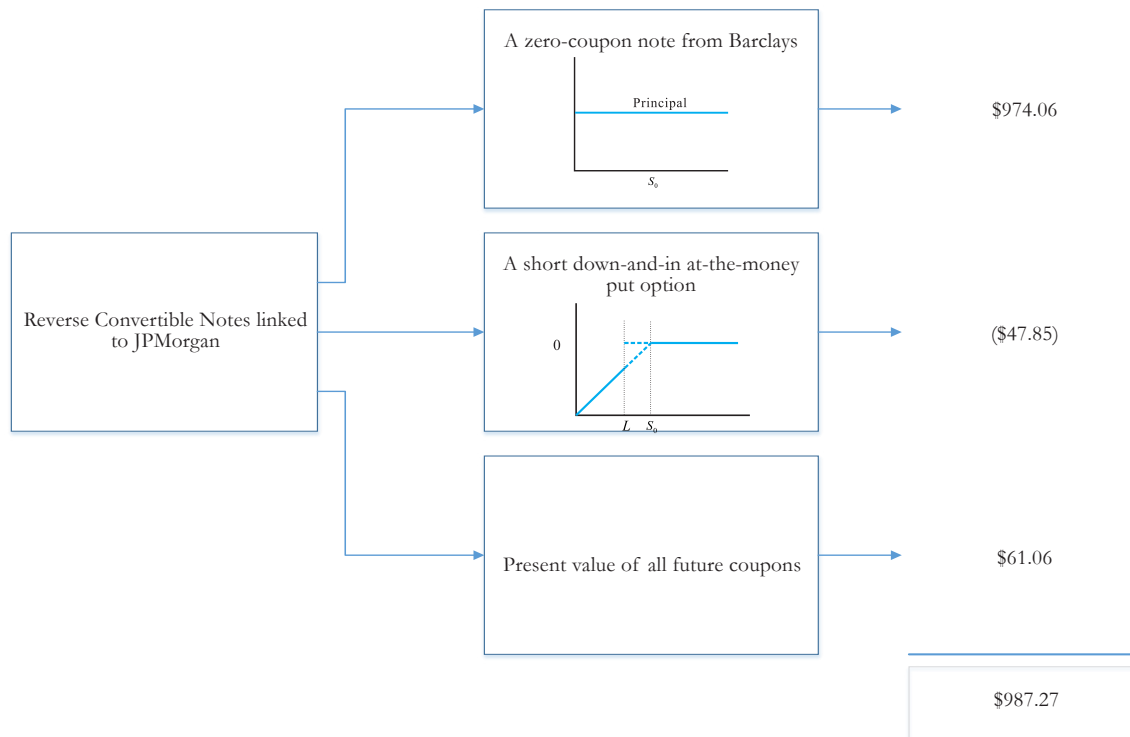 A zero-coupon note from Barclays
Principal
S₀
$974.06
Reverse Convertible Notes linked
to JPMorgan
A short down-and-in at-the-money
put option
0
L S₀
($47.85)
Present value of all future coupons
$61.06
$987.27